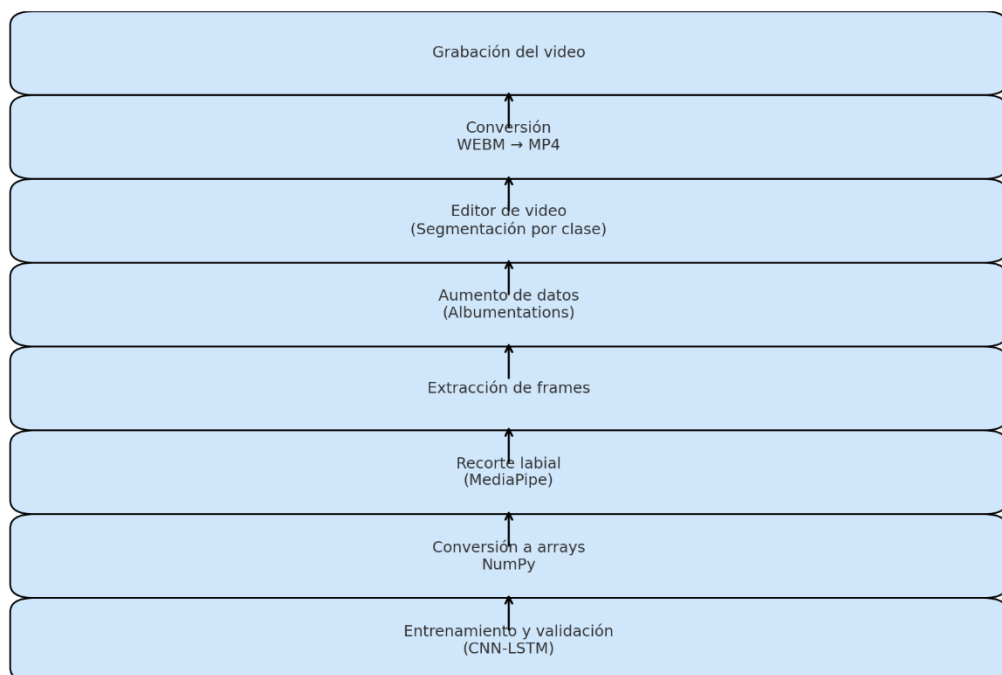 Grabación del video
Conversión
WEBM → MP4
Editor de video
(Segmentación por clase)
Aumento de datos
(Albumentations)
Extracción de frames
Recorte labial
(MediaPipe)
Conversión a arrays
NumPy
Entrenamiento y validación
(CNN-LSTM)